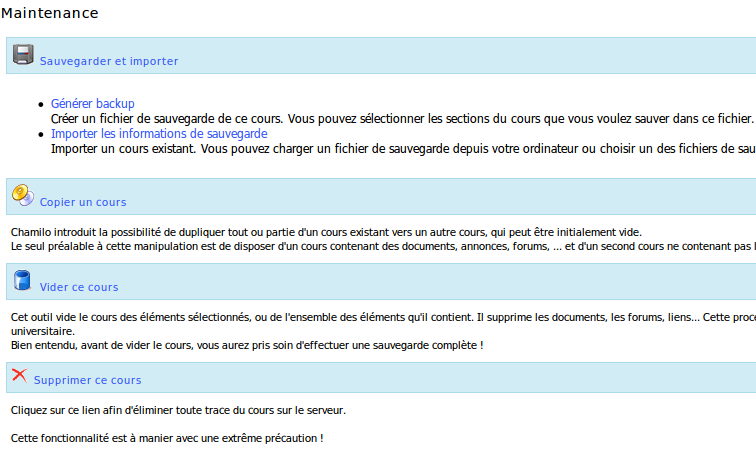 Maintenance
Sauvegarder et importer
Générer backup
Créer un fichier de sauvegarde de ce cours. Vous pouvez sélectionner les sections du cours que vous voulez sauver dans ce fichier.
Importer les informations de sauvegarde
Importer un cours existant. Vous pouvez charger un fichier de sauvegarde depuis votre ordinateur ou choisir un des fichiers de
Copier un cours
Chamilo introduit la possibilité de dupliquer tout ou partie d'un cours existant vers un autre cours, qui peut être initialement vide.
Le seul préalable à cette manipulation est de disposer d'un cours contenant des documents, annonces, forums, ... et d'un second cours ne contenant pas
Vider ce cours
Cet outil vide le cours des éléments sélectionnés, ou de l'ensemble des éléments qu'il contient. Il supprime les documents, les forums, liens... Cette
universitaire.
Bien entendu, avant de vider le cours, vous aurez pris soin d'effectuer une sauvegarde complète !
Supprimer ce cours
Cliquez sur ce lien afin d'éliminer toute trace du cours sur le serveur.
Cette fonctionnalité est à manier avec une extrême précaution !